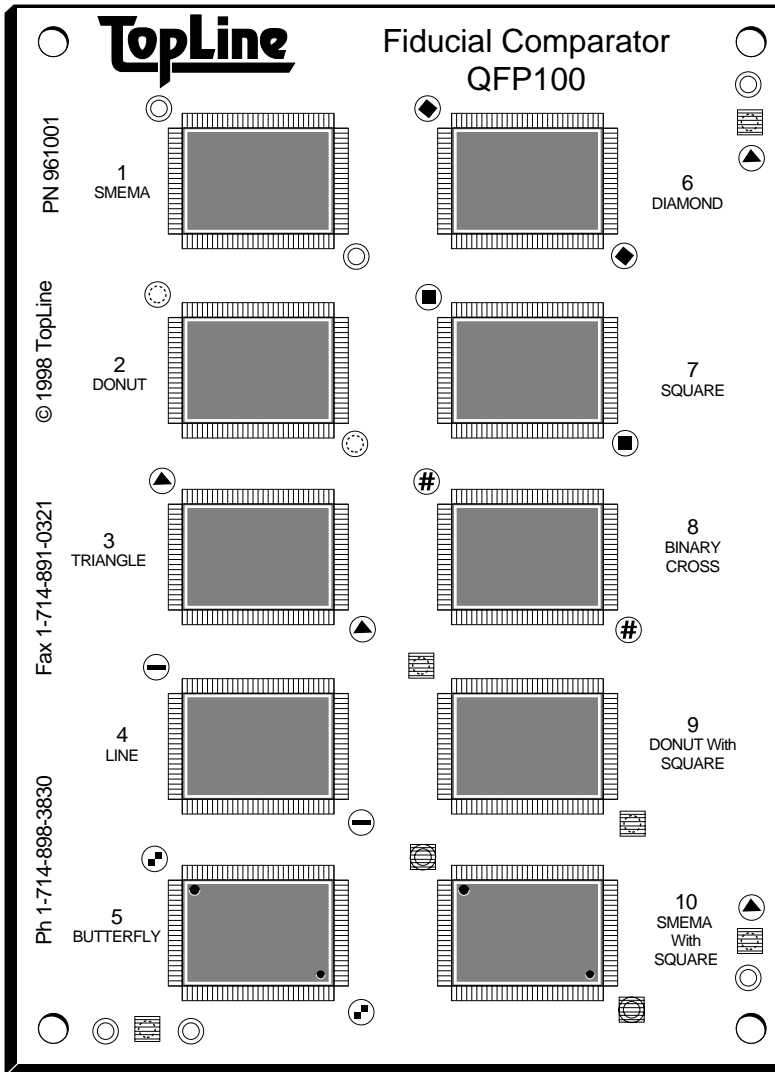 TopLine
Fiducial Comparator
QFP100
PN 961001
© 1998 TopLine
Fax 1-714-891-0321
Ph 1-714-898-3830
1
SMEMA
2
DONUT
3
TRIANGLE
4
LINE
5
BUTTERFLY
6
DIAMOND
7
SQUARE
#
8
BINARY
CROSS
#
9
DONUT With
SQUARE
10
SMEMA
With
SQUARE